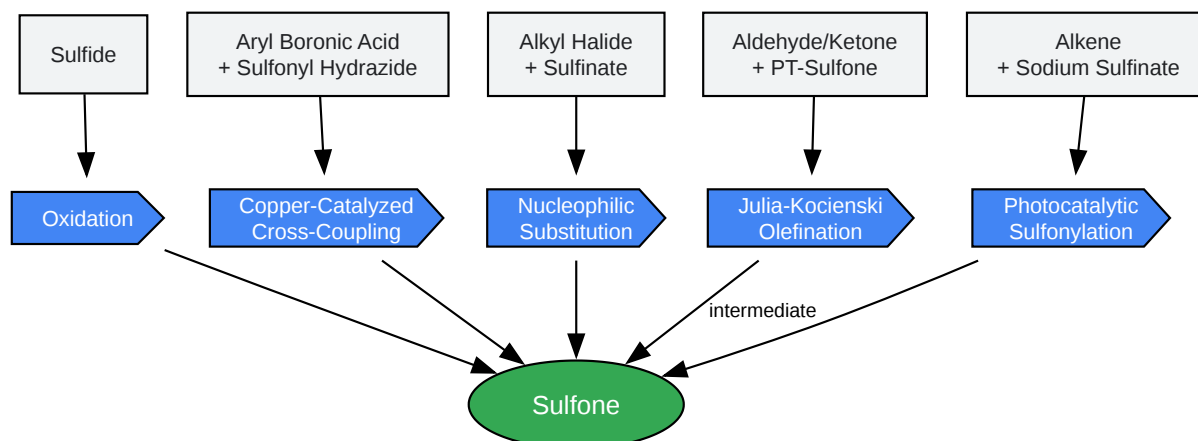 Sulfide
Aryl Boronic Acid
+ Sulfonyl Hydrazide
Alkyl Halide
+ Sulfinate
Aldehyde/Ketone
+ PT-Sulfone
Alkene
+ Sodium Sulfinate
Oxidation
Copper-Catalyzed
Cross-Coupling
Nucleophilic
Substitution
Julia-Kocienski
Olefination
Photocatalytic
Sulfonylation
intermediate
Sulfone